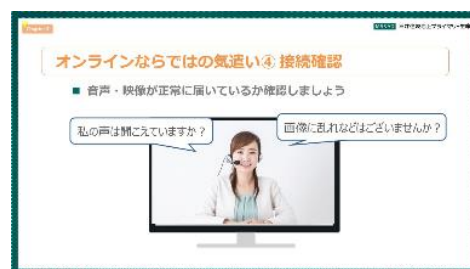 オンラインならではの気遣い④ 接続確認
■ 音声・映像が正常に届いているか確認しましょう
私の声は聞こえていますか？
画像に乱れなどはございませんか？